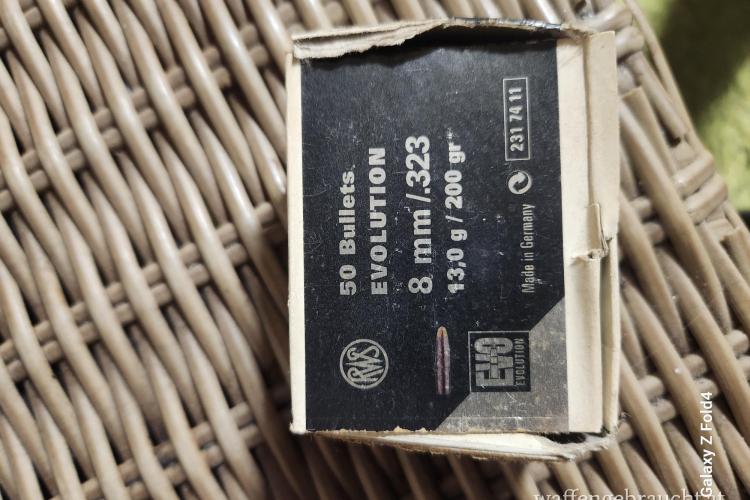 50 Bullets
EVOLUTION
8 mm /.323
13,0 g / 200 gr
Made in Germany
231 74 11
RWS
EVO
EVOLUTION
Galaxy Z Fold4
waffengebraucht.at